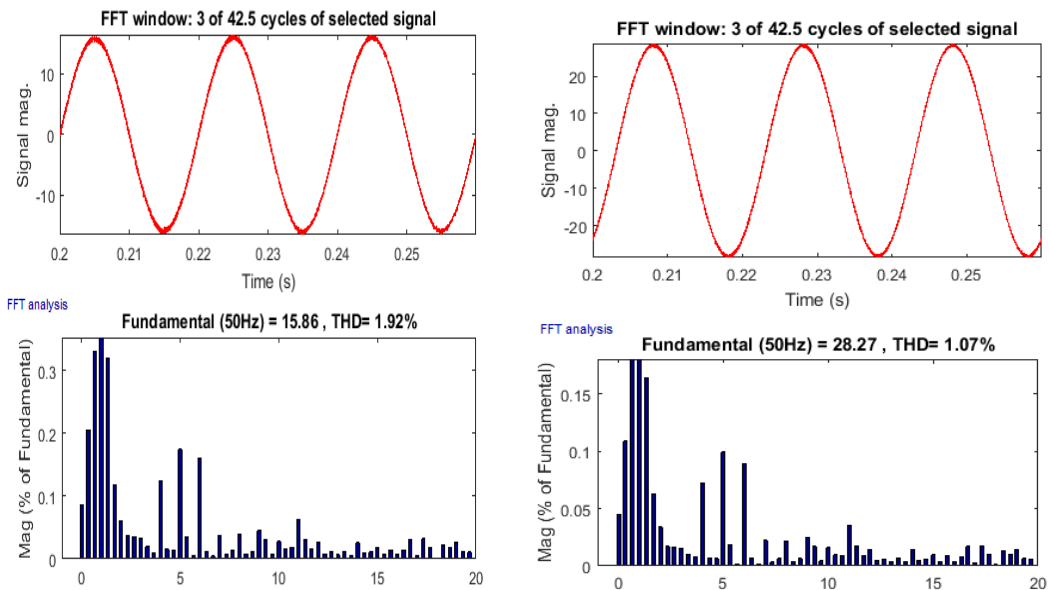 FFT window: 3 of 42.5 cycles of selected signal
Signal mag.
10
0
-10
0.2 0.21 0.22 0.23 0.24 0.25
Time (s)
FFT analysis
Fundamental (50Hz) = 15.86 , THD= 1.92%
Mag (% of Fundamental)
0.3
0.2
0.1
0
0 5 10 15 20
FFT window: 3 of 42.5 cycles of selected signal
Signal mag.
20
10
0
-10
-20
0.2 0.21 0.22 0.23 0.24 0.25
Time (s)
FFT analysis
Fundamental (50Hz) = 28.27 , THD= 1.07%
Mag (% of Fundamental)
0.15
0.1
0.05
0
0 5 10 15 20